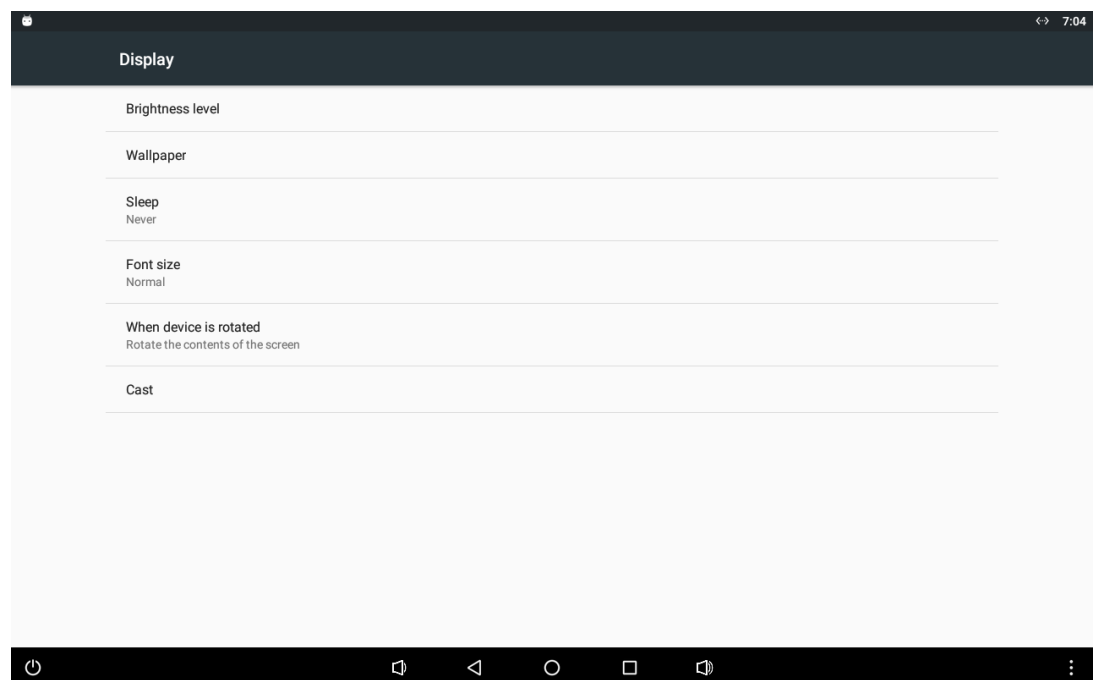 7:04
Display
Brightness level
Wallpaper
Sleep
Never
Font size
Normal
When device is rotated
Rotate the contents of the screen
Cast